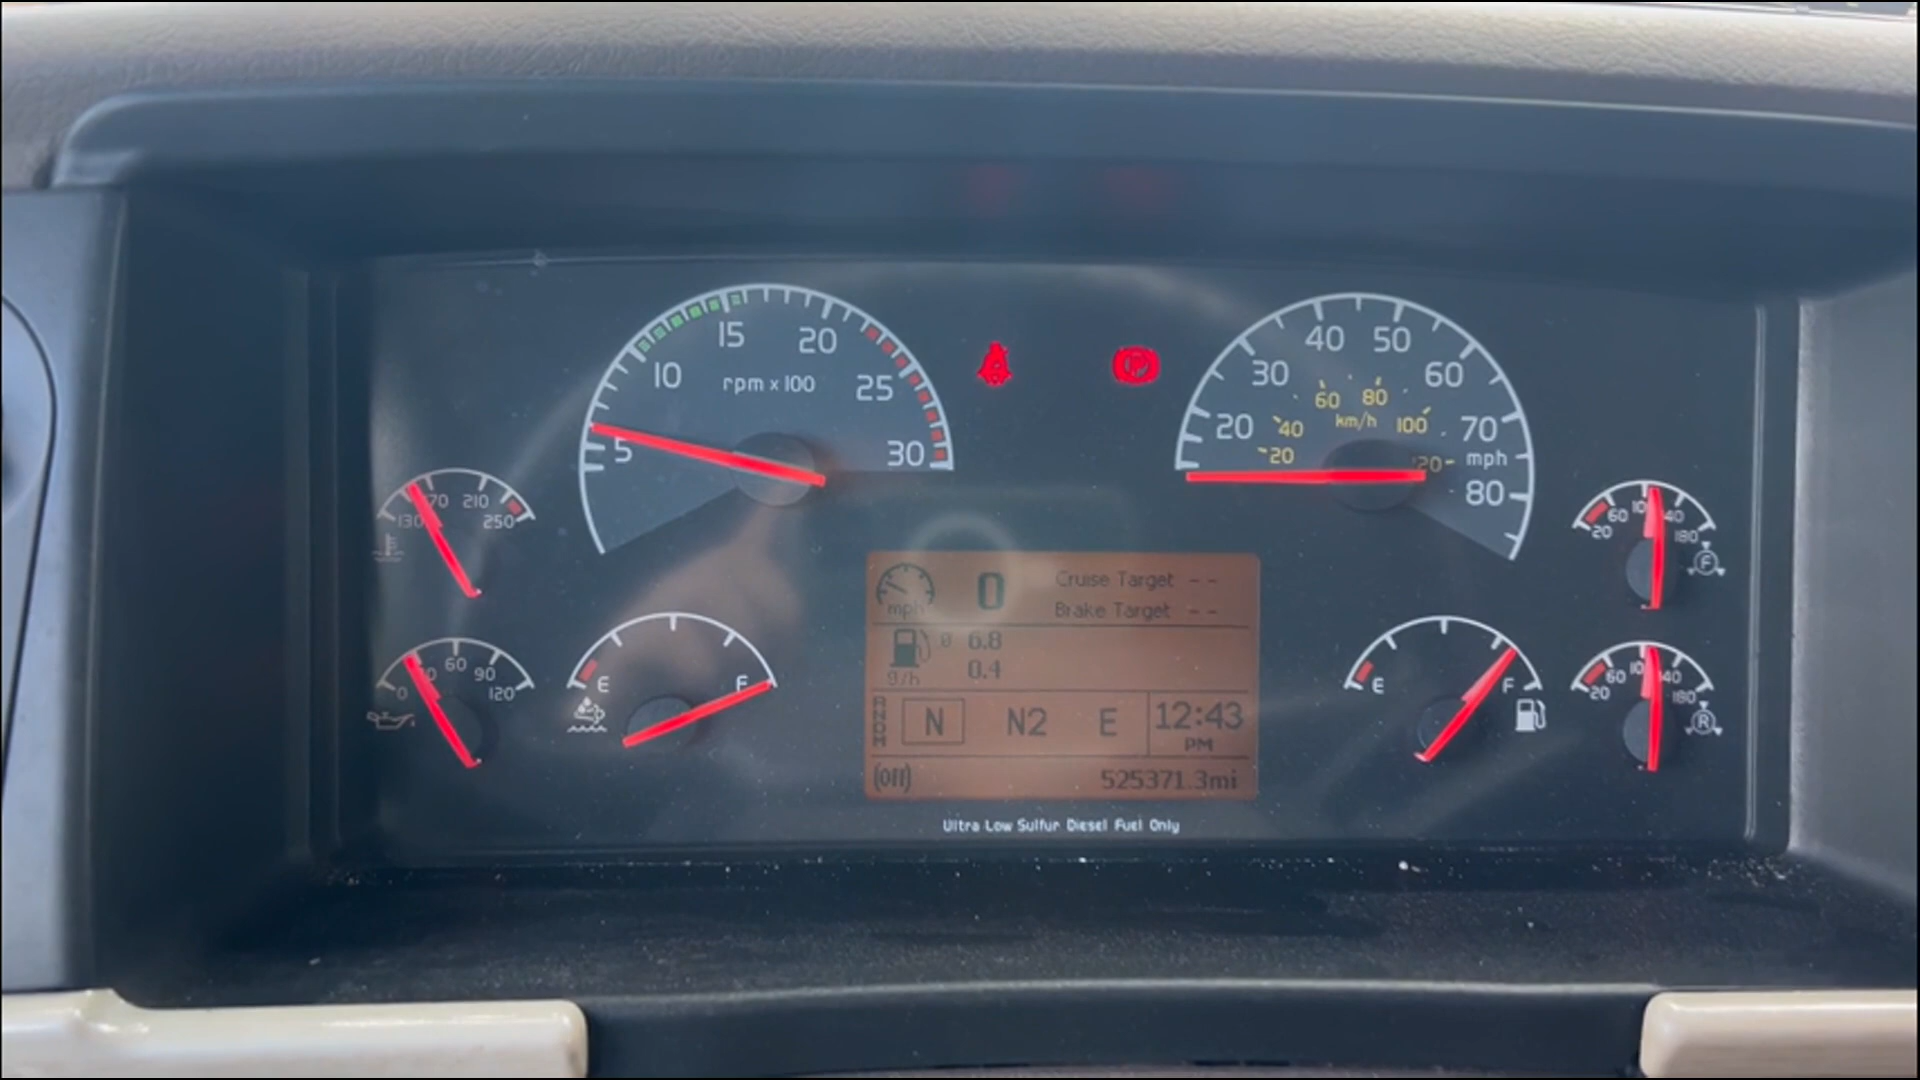 5
10
15
20
25
30
rpm x 100
20
30
40
50
60
70
80
mph
20
40
60
80
100
km/h
130
210
250
0
60
90
120
E
F
mph
0
Cruise Target --
Brake Target --
g/h
6.8
0.4
N
N2
E
12:43
PM
(Off)
525371.3mi
Ultra Low Sulfur Diesel Fuel Only
E
F
20
60
180
F
20
60
180
R